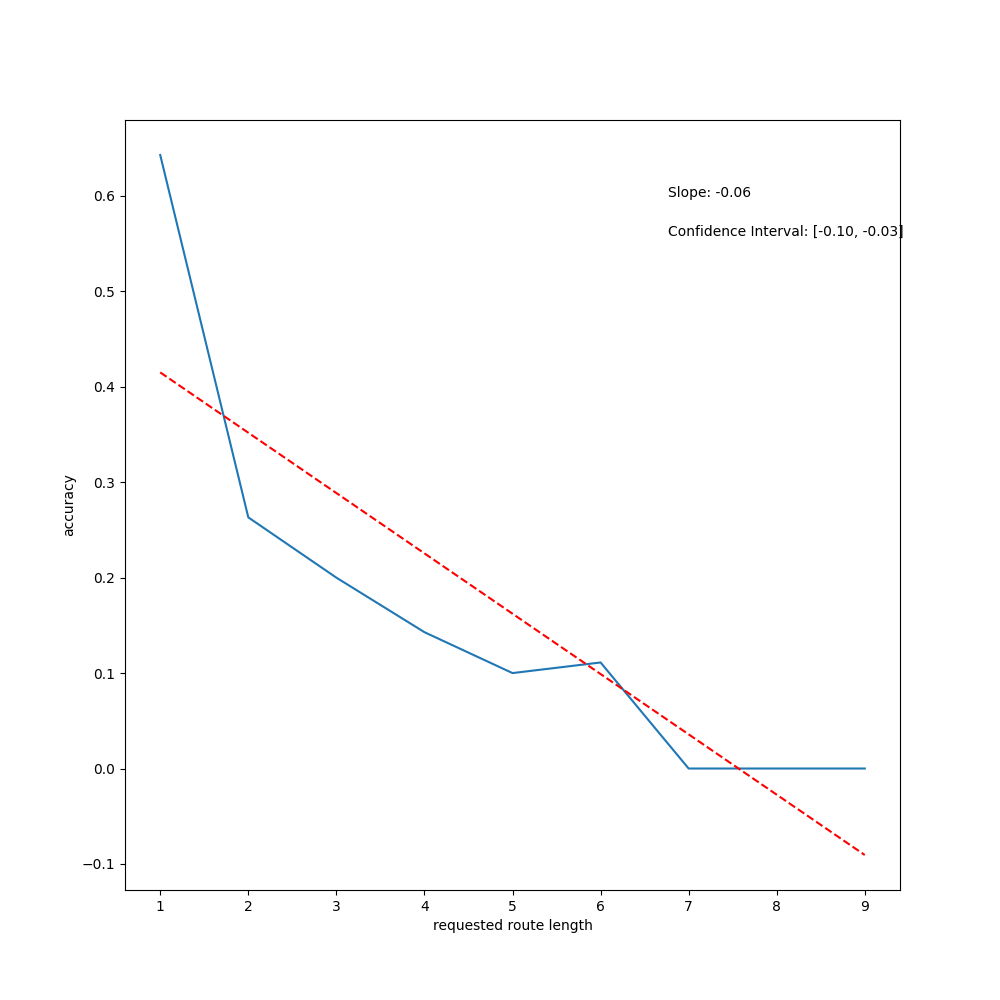 Slope: -0.06
Confidence Interval: [-0.10, -0.03]
0.6
0.5
0.4
0.3
0.2
0.1
0.0
−0.1
accuracy
1 2 3 4 5 6 7 8 9
requested route length